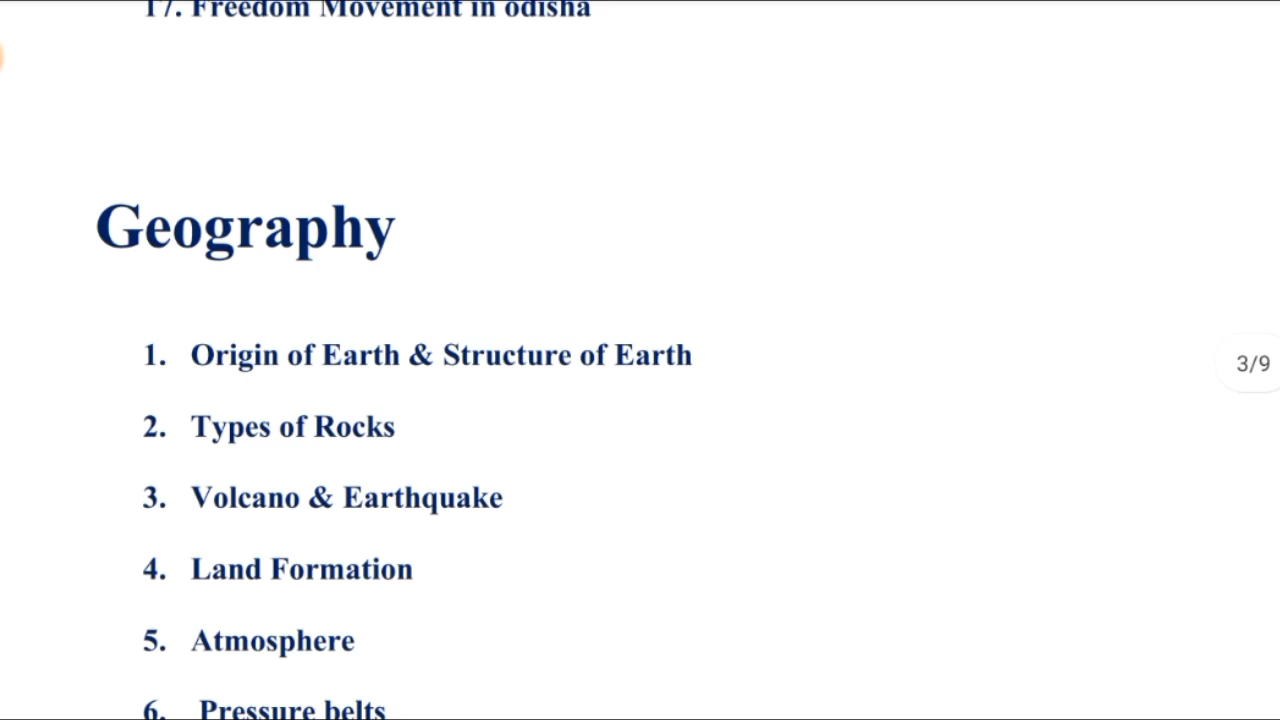 17. Freedom Movement in odisha
Geography
1. Origin of Earth & Structure of Earth
2. Types of Rocks
3/9
3. Volcano & Earthquake
4. Land Formation
5. Atmosphere
6. Pressure belts